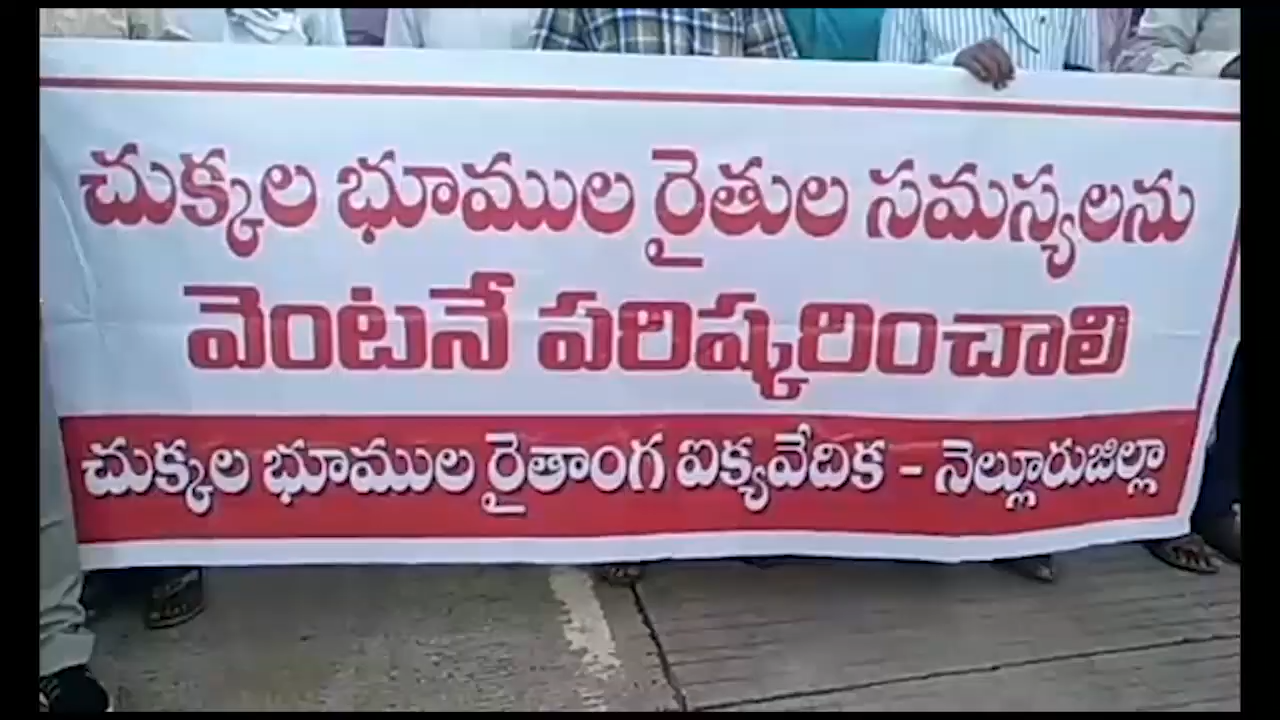 చుక్కల భూముల రైతుల సమస్యలను
వెంటనే పరిష్కరించాలి
చుక్కల భూముల రైతాంగ ఐక్యవేదిక - నెల్లూరుజిల్లా